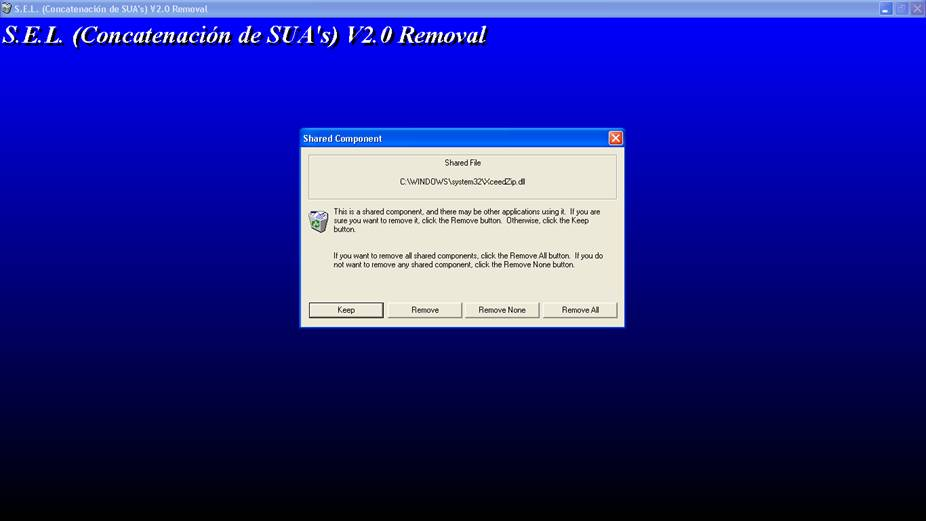 S.E.L. (Concatenación de SUA's) V2.0 Removal
S.E.L. (Concatenación de SUA's) V2.0 Removal
Shared Component
Shared File
C:\WINDOWS\system32\XceedZip.dll
This is a shared component, and there may be other applications using it. If you are
sure you want to remove it, click the Remove button. Otherwise, click the Keep
button.
If you want to remove all shared components, click the Remove All button. If you do
not want to remove any shared component, click the Remove None button.
Keep Remove Remove None Remove All